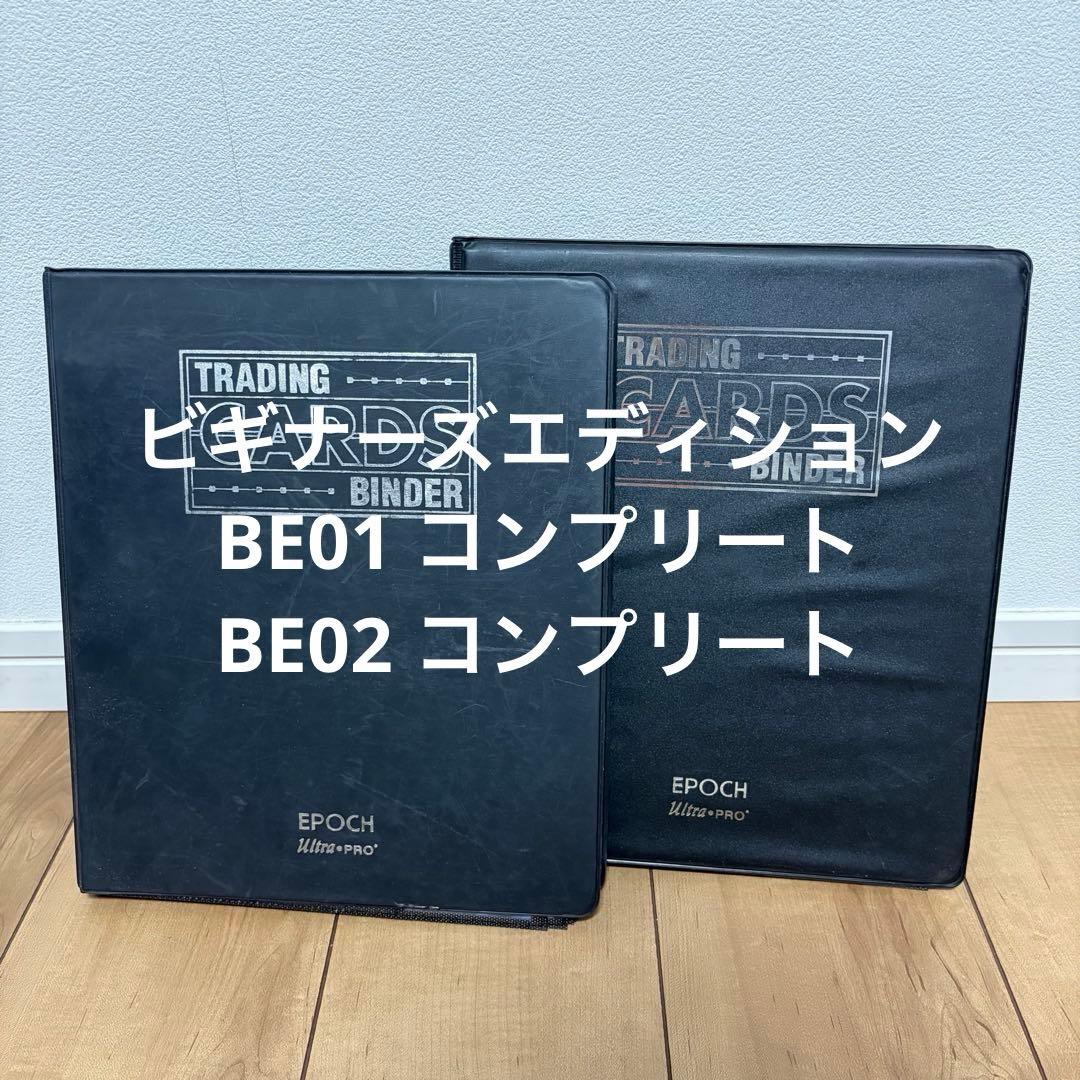 TRADING
CARDS
BINDER
EPOCH
Ultra•PRO
TRADING
CARDS
BINDER
EPOCH
Ultra•PRO
ビギナーズエディション
BE01 コンプリート
BE02 コンプリート